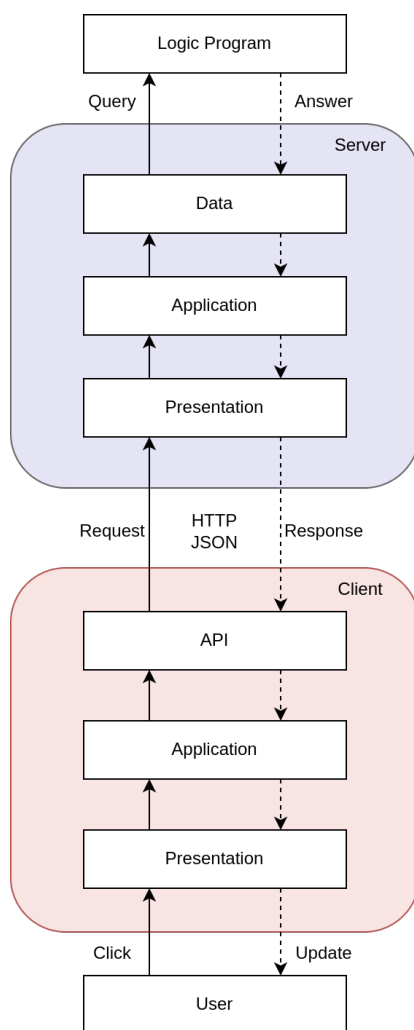 Logic Program
Query
Answer
Server
Data
Application
Presentation
Request
HTTP
JSON
Response
Client
API
Application
Presentation
Click
Update
User